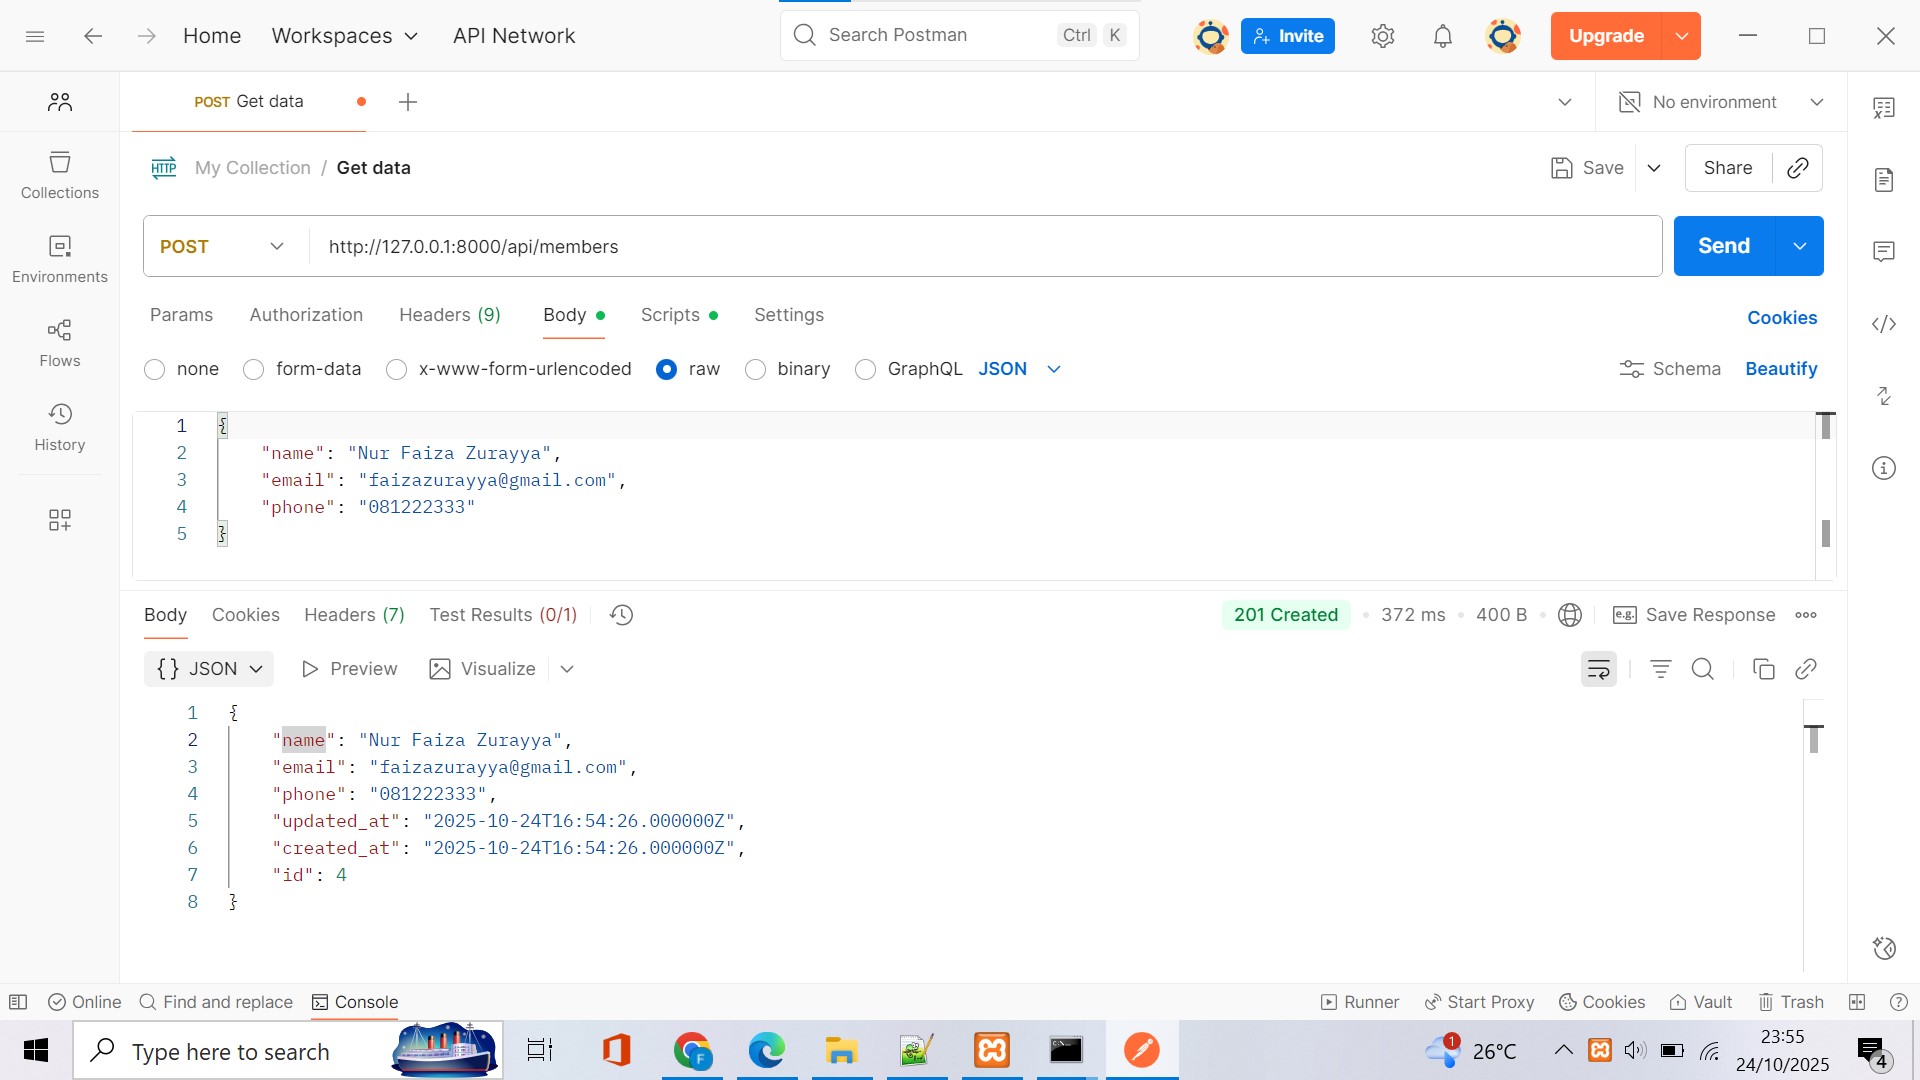 Home Workspaces API Network Search Postman Ctrl K Invite Upgrade
POST Get data No environment
HTTP My Collection / Get data Save Share
Collections
Environments
Flows
History
POST http://127.0.0.1:8000/api/members Send
Params Authorization Headers (9) Body Scripts Settings Cookies
none form-data x-www-form-urlencoded raw binary GraphQL JSON Schema Beautify
1 {
2 "name": "Nur Faiza Zurayya",
3 "email": "faizazurayya@gmail.com",
4 "phone": "081222333"
5 }
Body Cookies Headers (7) Test Results (0/1) 201 Created 372 ms 400 B e.g. Save Response
{} JSON Preview Visualize
1 {
2 "name": "Nur Faiza Zurayya",
3 "email": "faizazurayya@gmail.com",
4 "phone": "081222333",
5 "updated_at": "2025-10-24T16:54:26.000000Z",
6 "created_at": "2025-10-24T16:54:26.000000Z",
7 "id": 4
8 }
Online Find and replace Console Runner Start Proxy Cookies Vault Trash
Type here to search F 1 26°C 23:55
24/10/2025 4